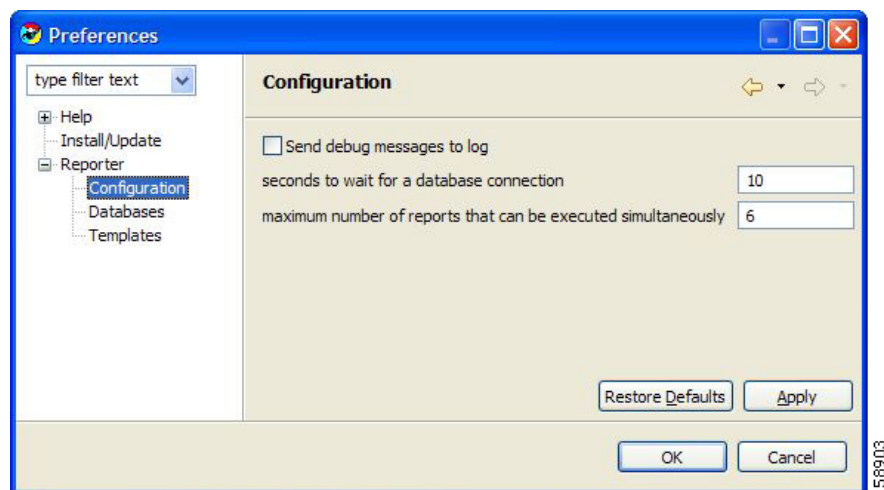 Preferences
type filter text
Help
Install/Update
Reporter
Configuration
Databases
Templates
Configuration
Send debug messages to log
seconds to wait for a database connection 10
maximum number of reports that can be executed simultaneously 6
Restore Defaults Apply
OK Cancel
58903